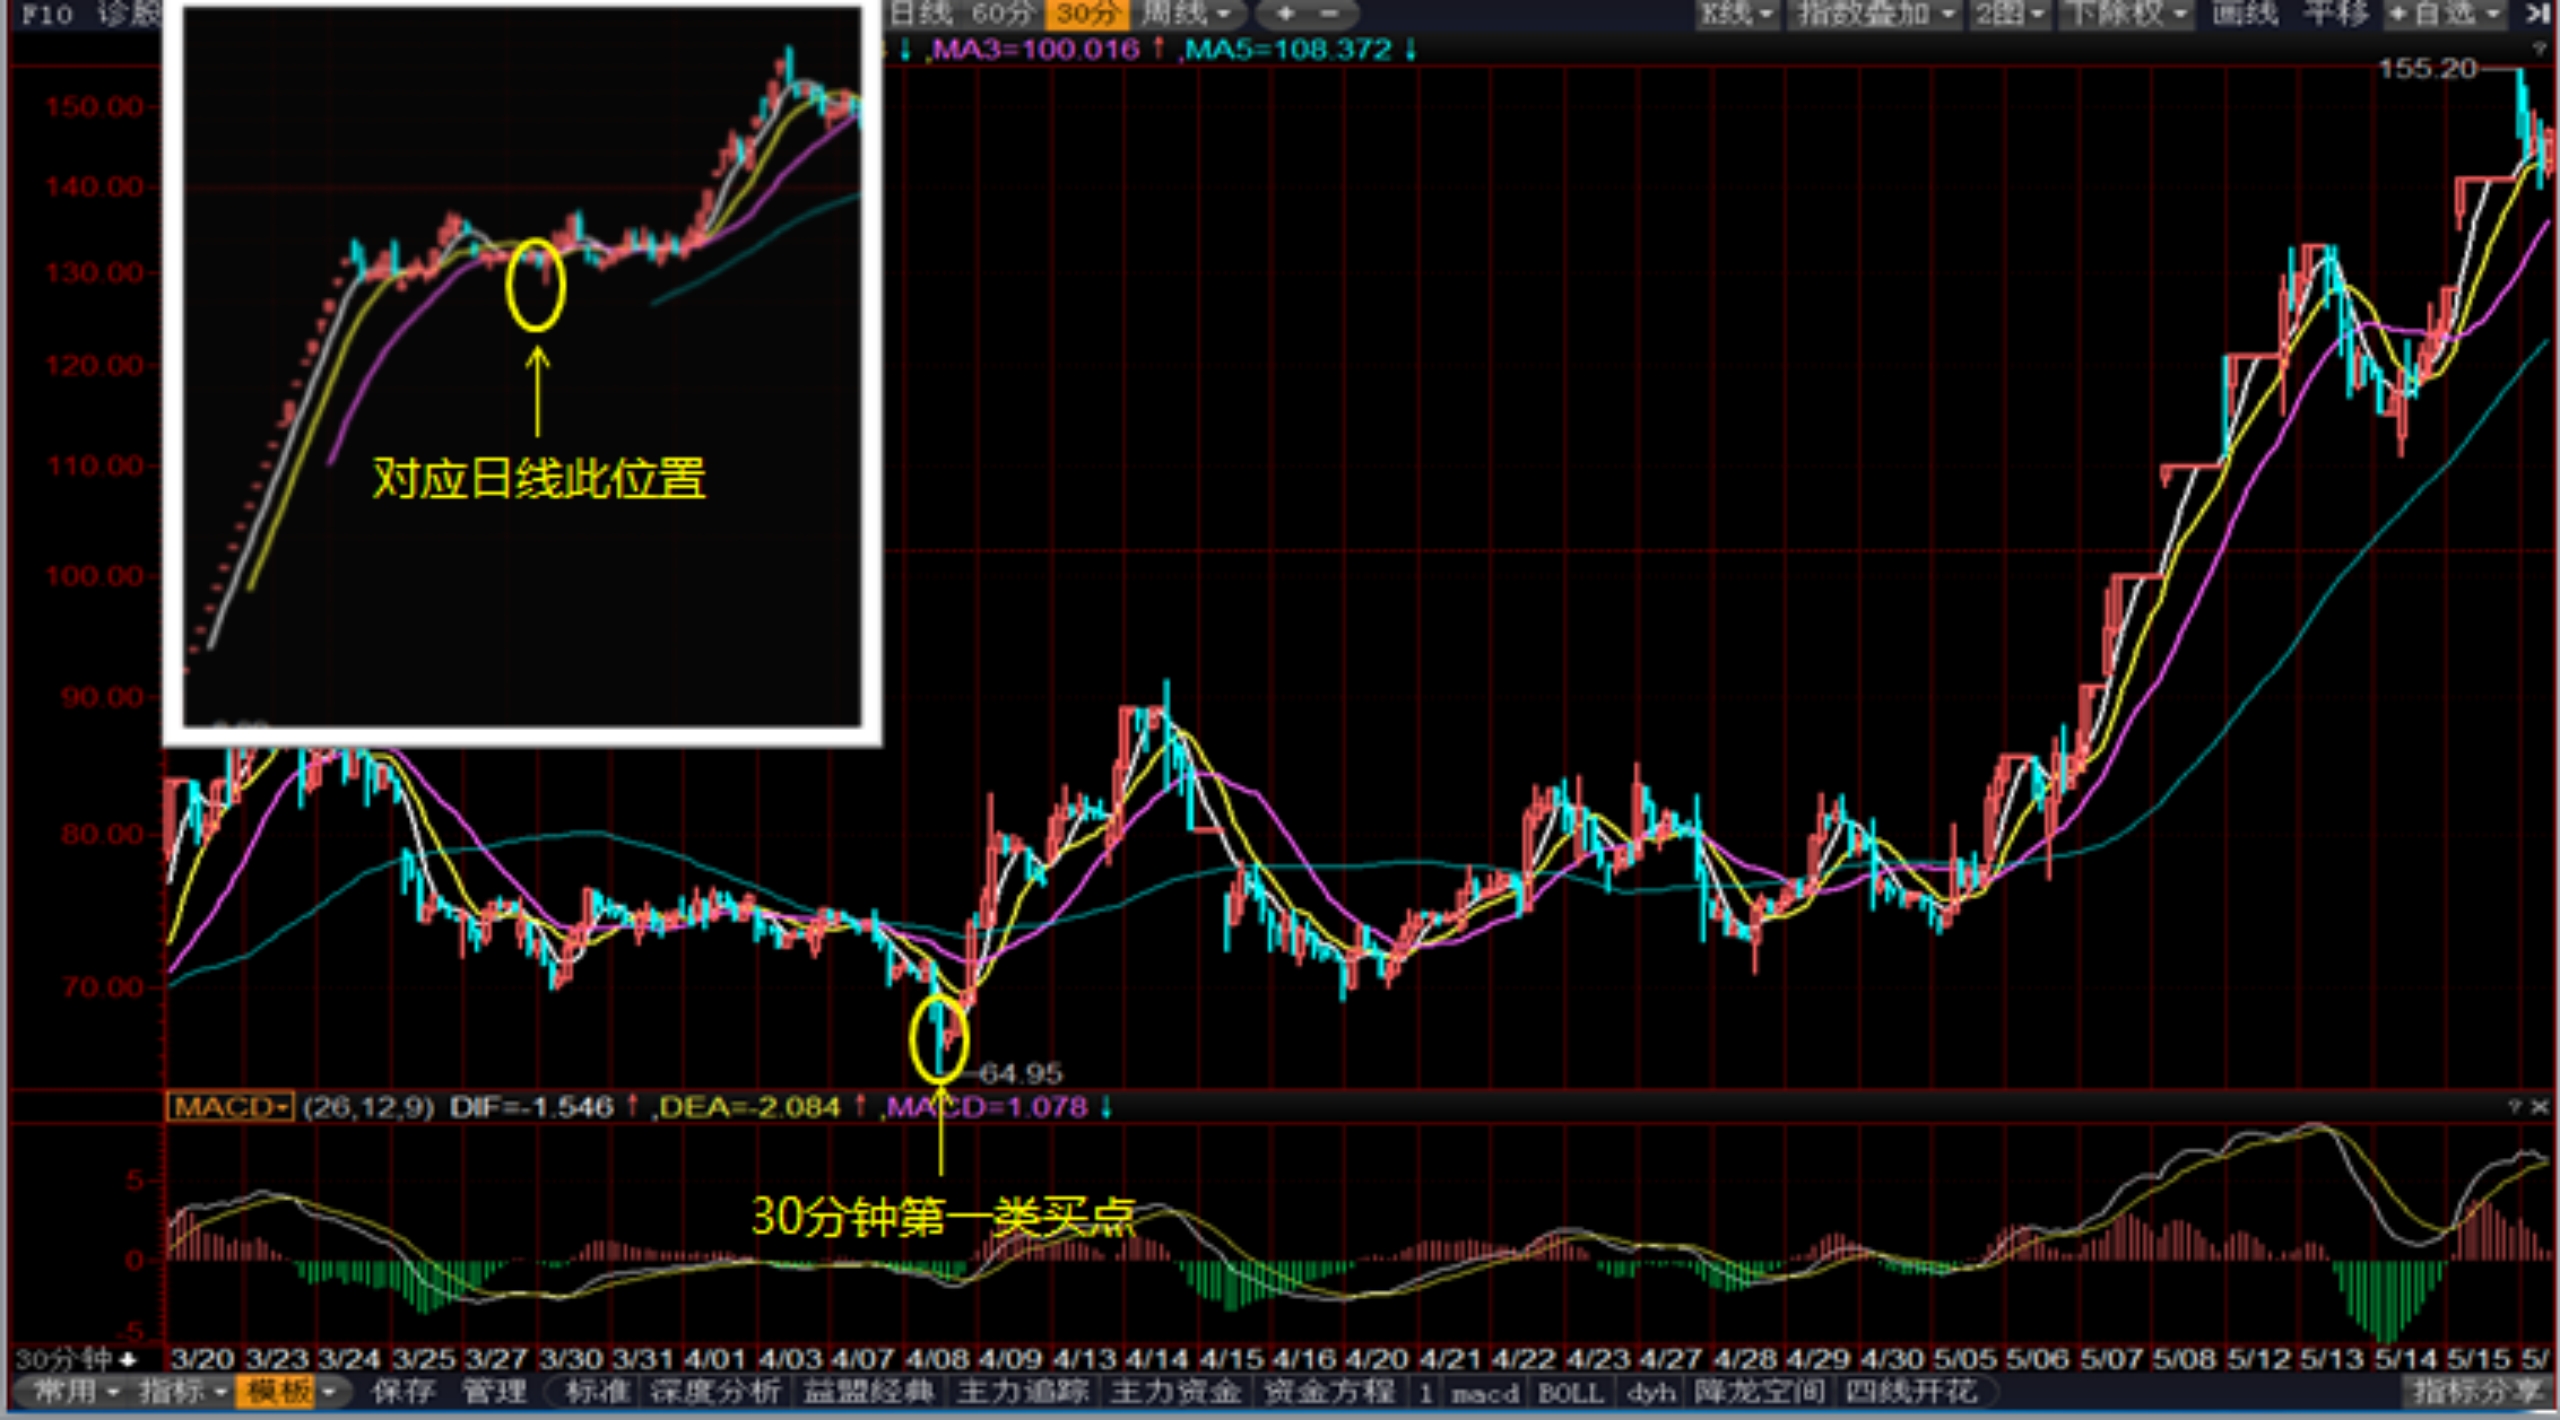 F10 诊股
日线 60分 30分 周线 + -
K线 指数叠加 2图 下除权 画线 平移 +自选
↓ ,MA3=100.016 ↑ ,MA5=108.372 ↓
?
155.20
150.00
140.00
130.00
120.00
110.00
100.00
90.00
80.00
70.00
对应日线此位置
64.95
MACD (26,12,9) DIF=-1.546 ↑ ,DEA=-2.084 ↑ ,MACD=1.078 ↓
? ×
5
0
-5
30分钟第一类买点
30分钟 3/20 3/23 3/24 3/25 3/27 3/30 3/31 4/01 4/03 4/07 4/08 4/09 4/13 4/14 4/15 4/16 4/20 4/21 4/22 4/23 4/27 4/28 4/29 4/30 5/05 5/06 5/07 5/08 5/12 5/13 5/14 5/15 5/
常用 指标 模板 保存 管理 标准 深度分析 益盟经典 主力追踪 主力资金 资金方程 1 macd BOLL dyh 降龙空间 四线开花 指标分享